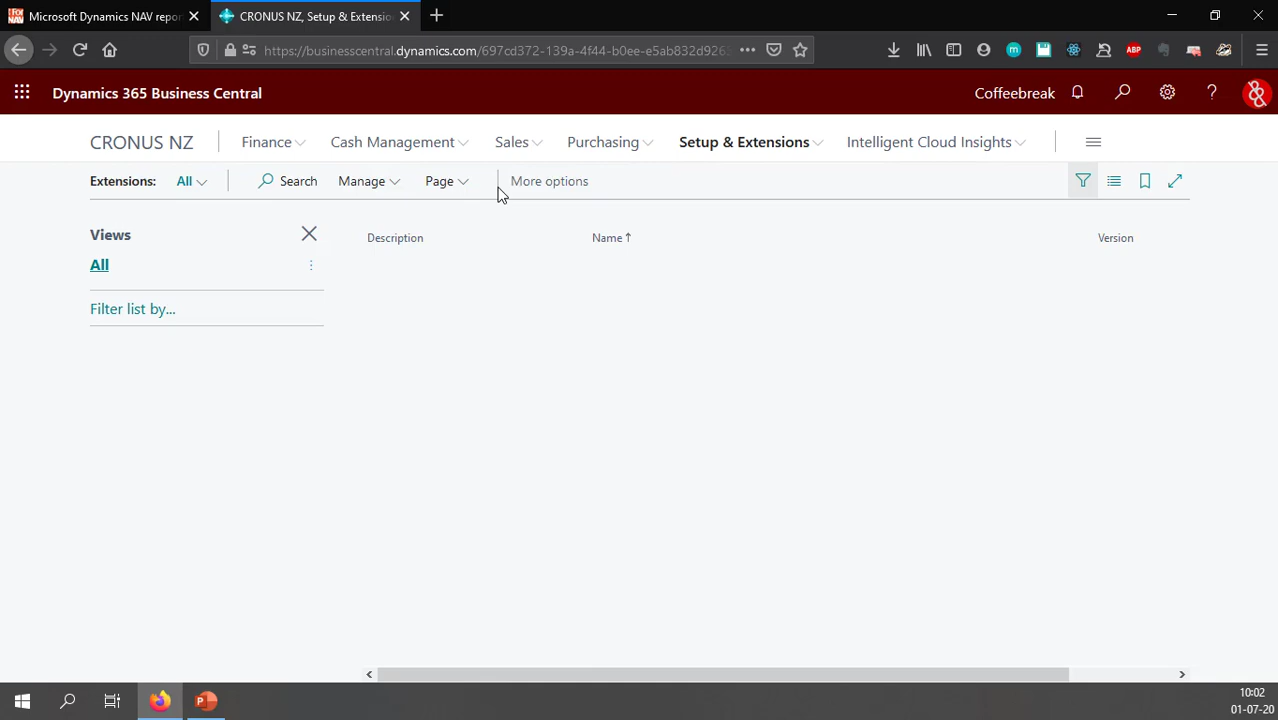 Microsoft Dynamics NAV repor
CRONUS NZ, Setup & Extensio
https://businesscentral.dynamics.com/697cd372-139a-4f44-b0ee-e5ab832d926
Dynamics 365 Business Central
Coffeebreak
CRONUS NZ
Finance
Cash Management
Sales
Purchasing
Setup & Extensions
Intelligent Cloud Insights
Extensions:
All
Search
Manage
Page
More options
Views
All
Filter list by...
Description
Name
Version
10:02
01-07-20